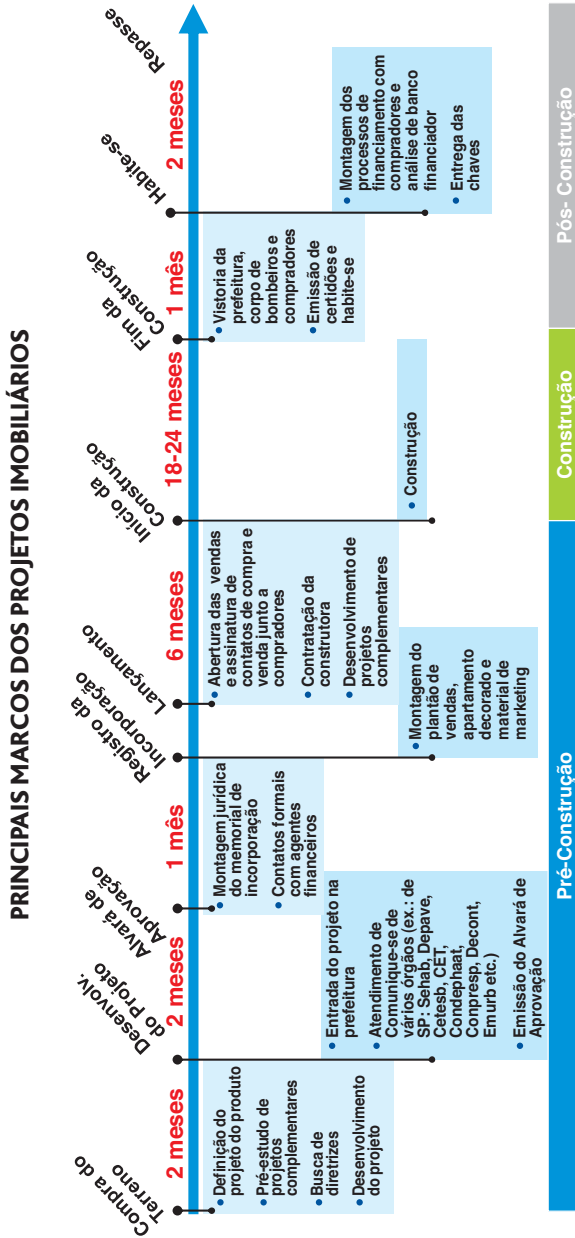 PRINCIPAIS MARCOS DOS PROJETOS IMOBILIÁRIOS
Compra do
Terreno
2 meses
Desenvolv.
do Projeto
2 meses
Alvará de
Aprovação
1 mês
Registro da
Incorporação
Lançamento
6 meses
Início da
Construção
18-24 meses
Fim da
Construção
1 mês
Habite-se
2 meses
Repasse
• Definição do
projeto do produto
• Pré-estudo de
projetos
complementares
• Busca de
diretrizes
• Desenvolvimento
do projeto
• Entrada do projeto na
prefeitura
• Atendimento de
Comunique-se de
vários órgãos (ex.: de
SP: Sehab, Depave,
Cetesb, CET,
Condephaat,
Conpresp, Decont,
Emurb etc.)
• Emissão do Alvará de
Aprovação
• Montagem jurídica
do memorial de
incorporação
• Contatos formais
com agentes
financeiros
• Montagem do
plantão de
vendas,
apartamento
decorado e
material de
marketing
• Abertura das vendas
e assinatura de
contatos de compra e
venda junto a
compradores
• Contratação da
construtora
• Desenvolvimento de
projetos
complementares
• Construção
• Vistoria da
prefeitura,
corpo de
bombeiros e
compradores
• Emissão de
certidões e
habite-se
• Montagem dos
processos de
financiamento com
compradores e
análise de banco
financiador
• Entrega das
chaves
Pré-Construção
Construção
Pós- Construção